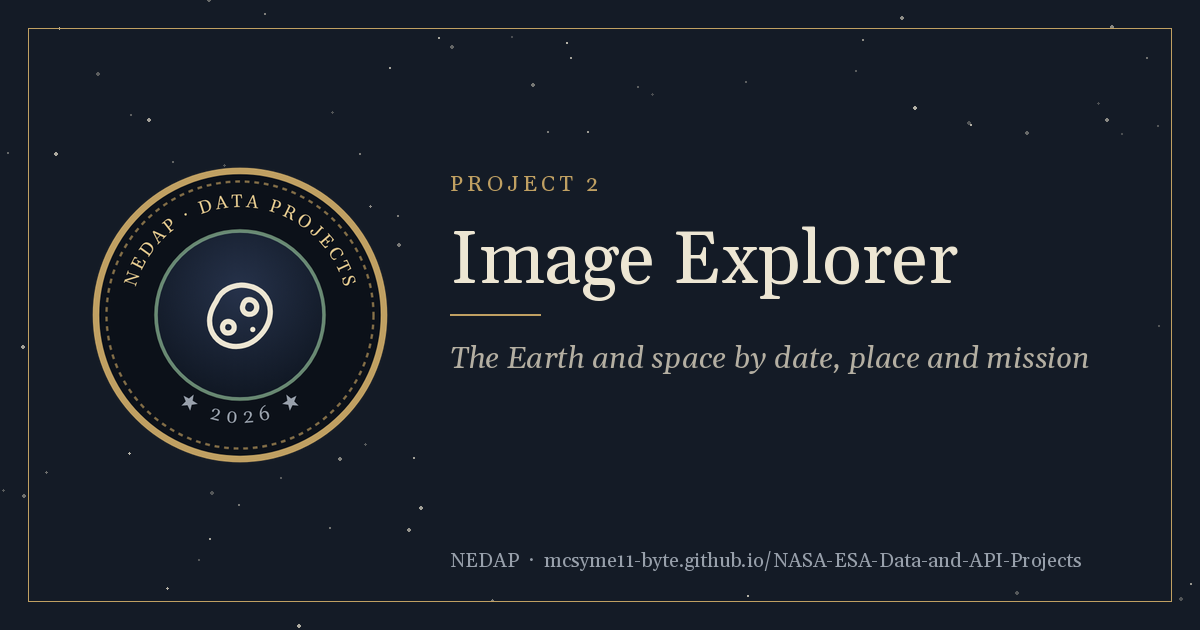 NEDAP · DATA PROJECTS
★ 2026 ★
PROJECT 2
Image Explorer
The Earth and space by date, place and mission
NEDAP · mcsyme11-byte.github.io/NASA-ESA-Data-and-API-Projects